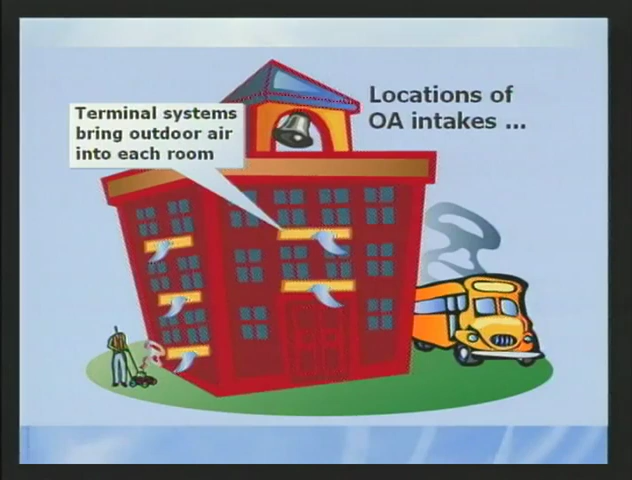 Locations of
OA intakes ...
Terminal systems
bring outdoor air
into each room